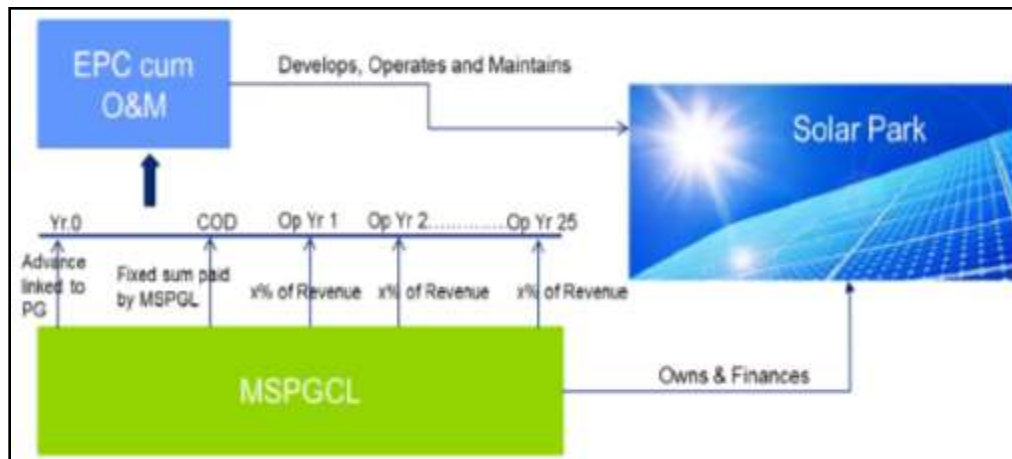 EPC cum
O&M
Develops, Operates and Maintains
Solar Park
Yr.0
COD
Op Yr 1
Op Yr 2..............Op Yr 25
Advance
linked to
PG
Fixed sum paid
by MSPGL
x% of Revenue
x% of Revenue
x% of Revenue
MSPGCL
Owns & Finances